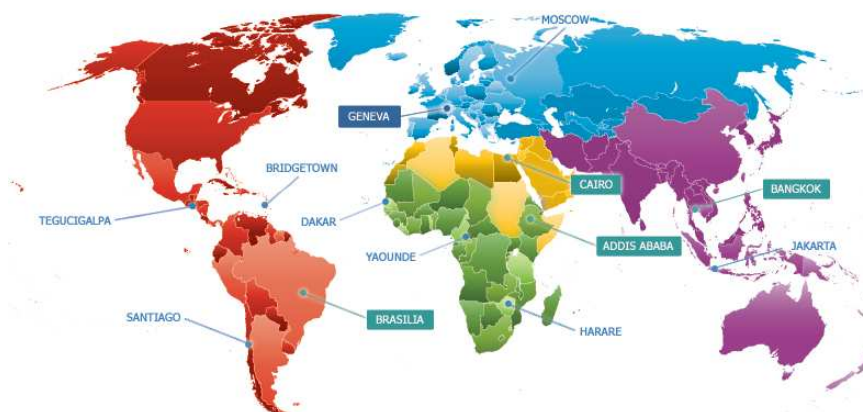 MOSCOW
GENEVA
BRIDGETOWN
CAIRO
BANGKOK
TEGUCIGALPA
DAKAR
ADDIS ABABA
YAOUNDE
JAKARTA
SANTIAGO
BRASILIA
HARARE